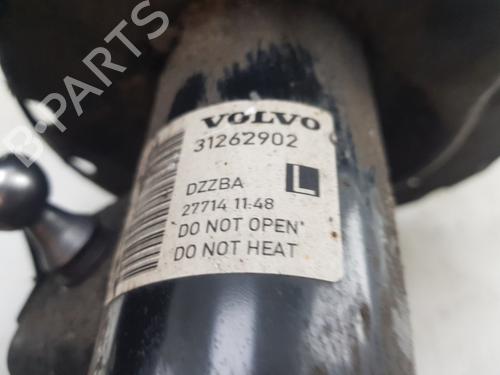 VOLVO
31262902
L
DZZBA
27714 11:48
"DO NOT OPEN"
DO NOT HEAT
B-PARTS